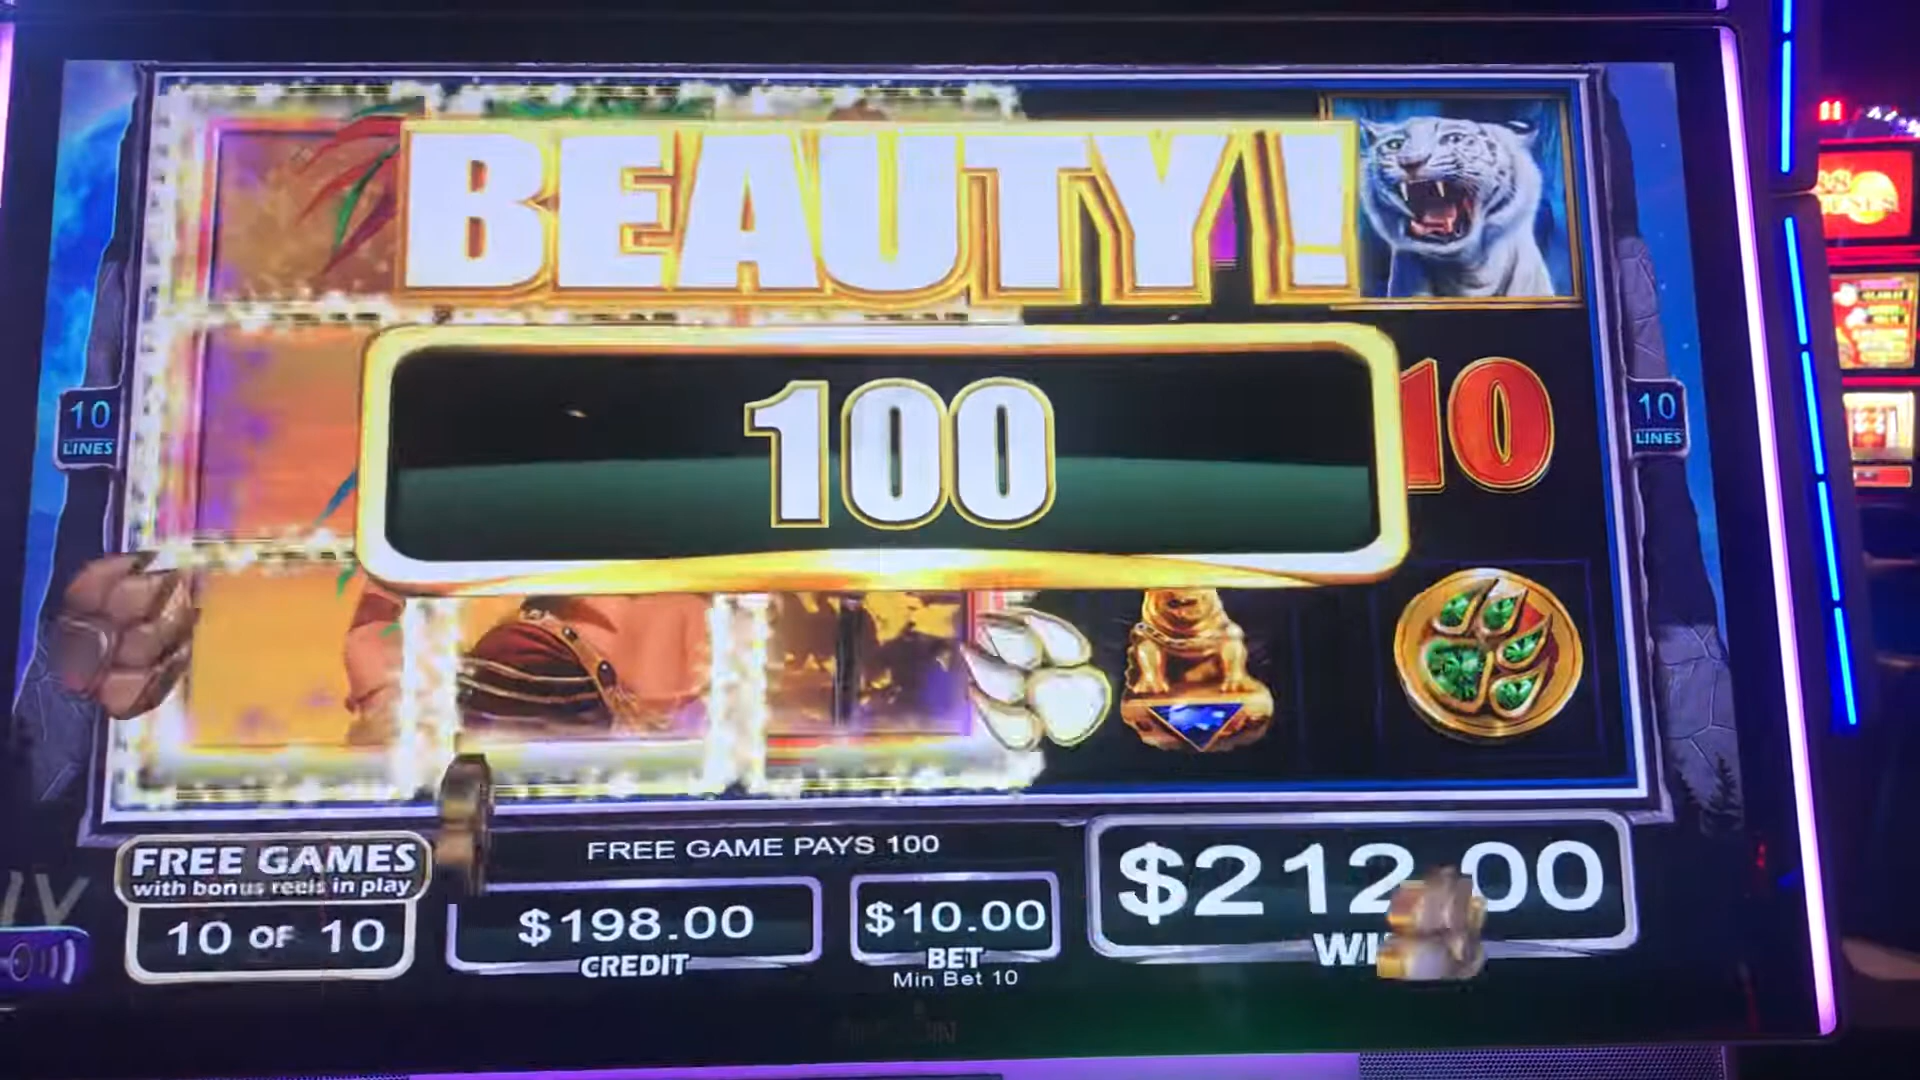 BEAUTY!
100
10
10
LINES
10
LINES
FREE GAMES
with bonus reels in play
10 OF 10
FREE GAME PAYS 100
$198.00
CREDIT
$10.00
BET
Min Bet 10
$212.00